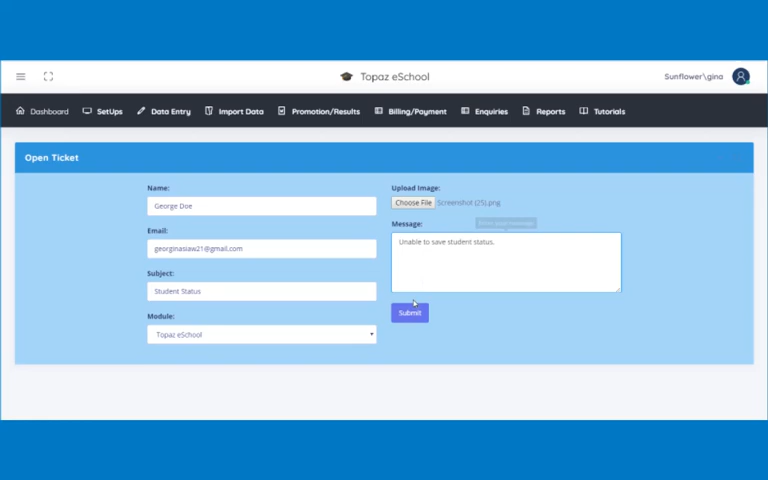 Topaz eSchool
Sunflower\gina
Dashboard SetUps Data Entry Import Data Promotion/Results Billing/Payment Enquiries Reports Tutorials
Open Ticket
Name:
George Doe
Email:
georginasiaw21@gmail.com
Subject:
Student Status
Module:
Topaz eSchool
Upload Image:
Choose File Screenshot (25).png
Message:
Unable to save student status.
Submit